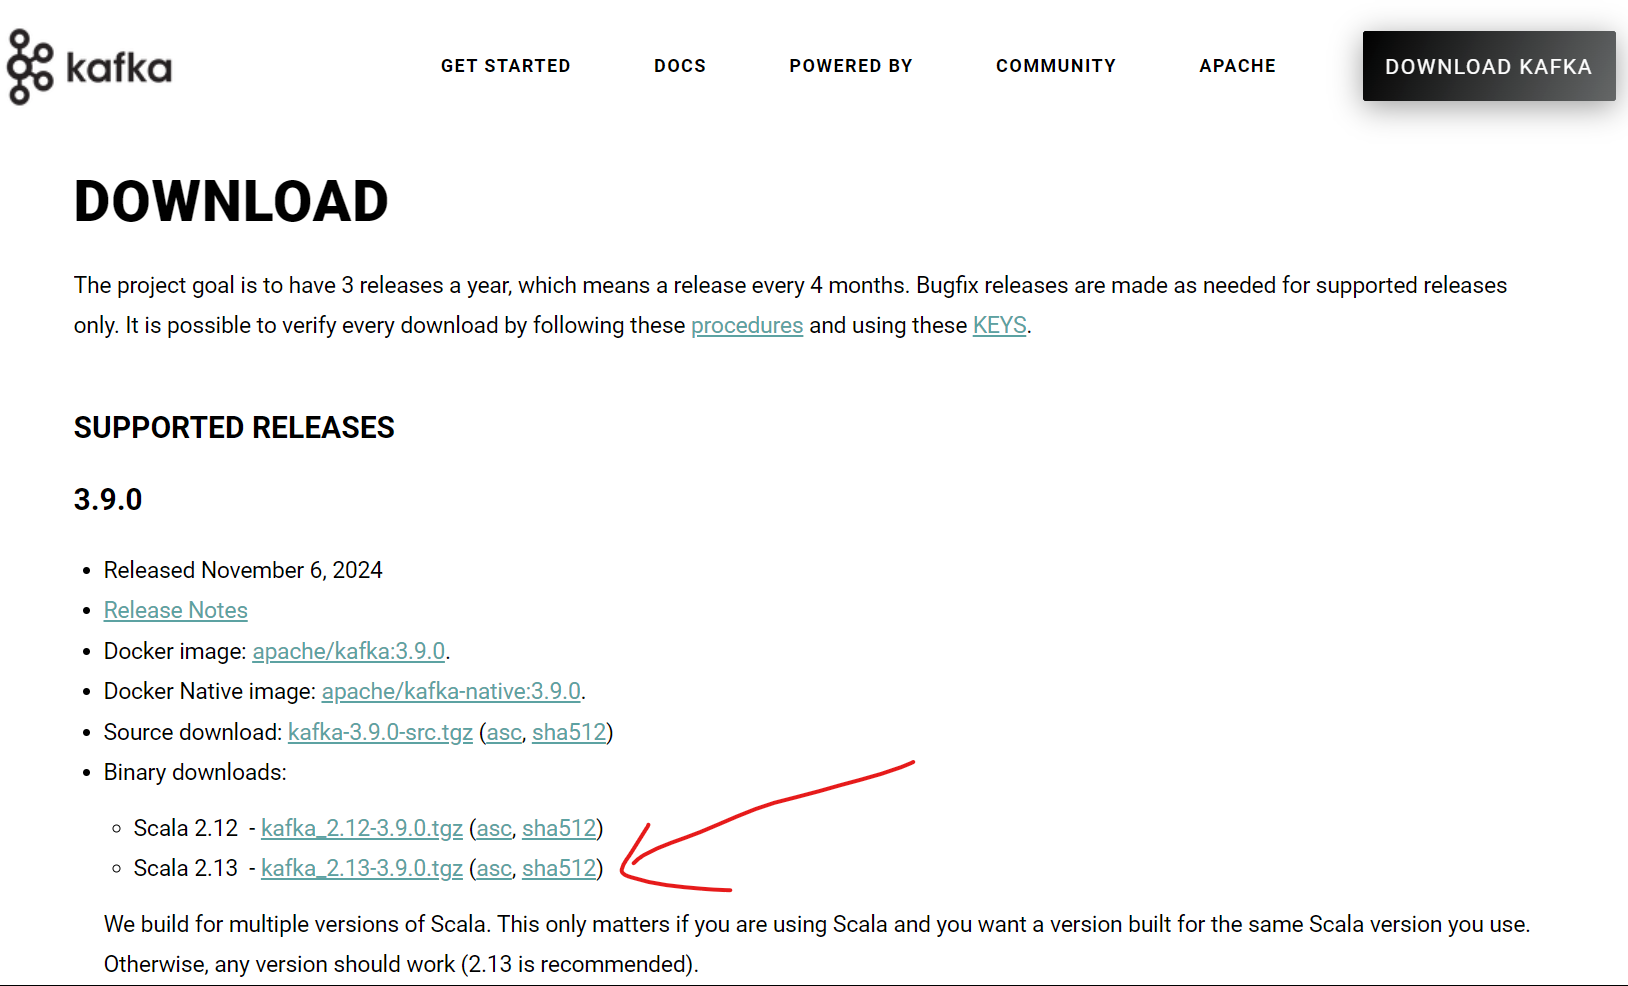 kafka
GET STARTED
DOCS
POWERED BY
COMMUNITY
APACHE
DOWNLOAD KAFKA
DOWNLOAD
The project goal is to have 3 releases a year, which means a release every 4 months. Bugfix releases are made as needed for supported releases
only. It is possible to verify every download by following these procedures and using these KEYS.
SUPPORTED RELEASES
3.9.0
• Released November 6, 2024
• Release Notes
• Docker image: apache/kafka:3.9.0.
• Docker Native image: apache/kafka-native:3.9.0.
• Source download: kafka-3.9.0-src.tgz (asc, sha512)
• Binary downloads:
◦ Scala 2.12 - kafka_2.12-3.9.0.tgz (asc, sha512)
◦ Scala 2.13 - kafka_2.13-3.9.0.tgz (asc, sha512)
We build for multiple versions of Scala. This only matters if you are using Scala and you want a version built for the same Scala version you use.
Otherwise, any version should work (2.13 is recommended).